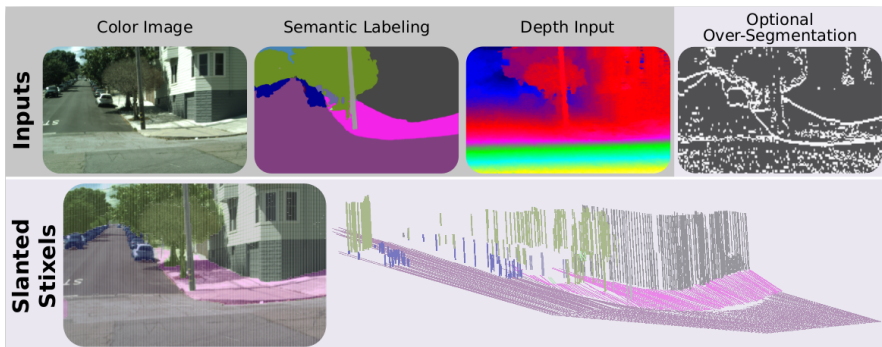 Color Image
Semantic Labeling
Depth Input
Optional
Over-Segmentation
Inputs
Slanted
Stixels